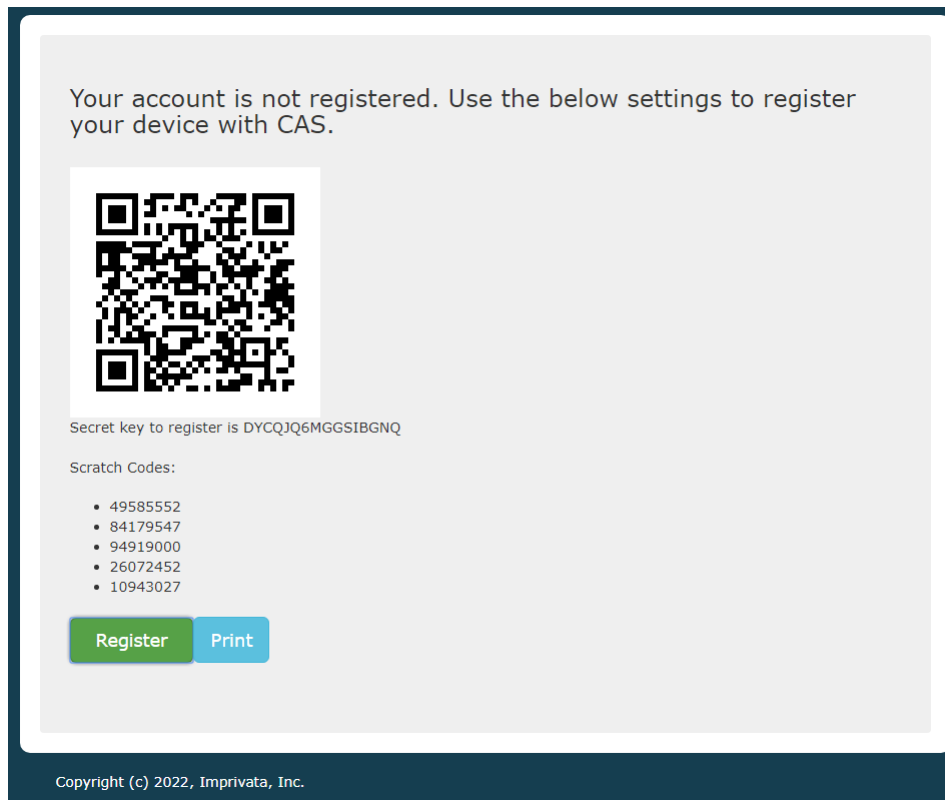 Your account is not registered. Use the below settings to register
your device with CAS.
Secret key to register is DYCQJQ6MGGSIBGNQ
Scratch Codes:
• 49585552
• 84179547
• 94919000
• 26072452
• 10943027
Register Print
Copyright (c) 2022, Imprivata, Inc.